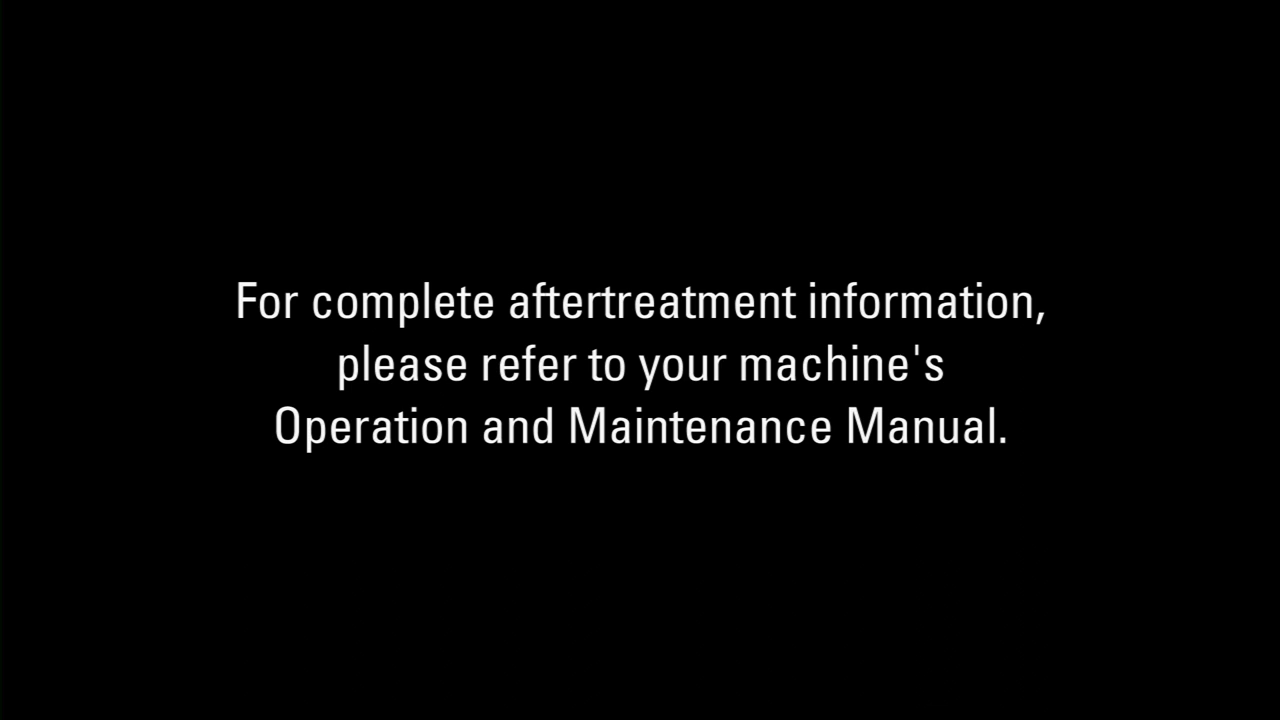 For complete aftertreatment information,
please refer to your machine's
Operation and Maintenance Manual.